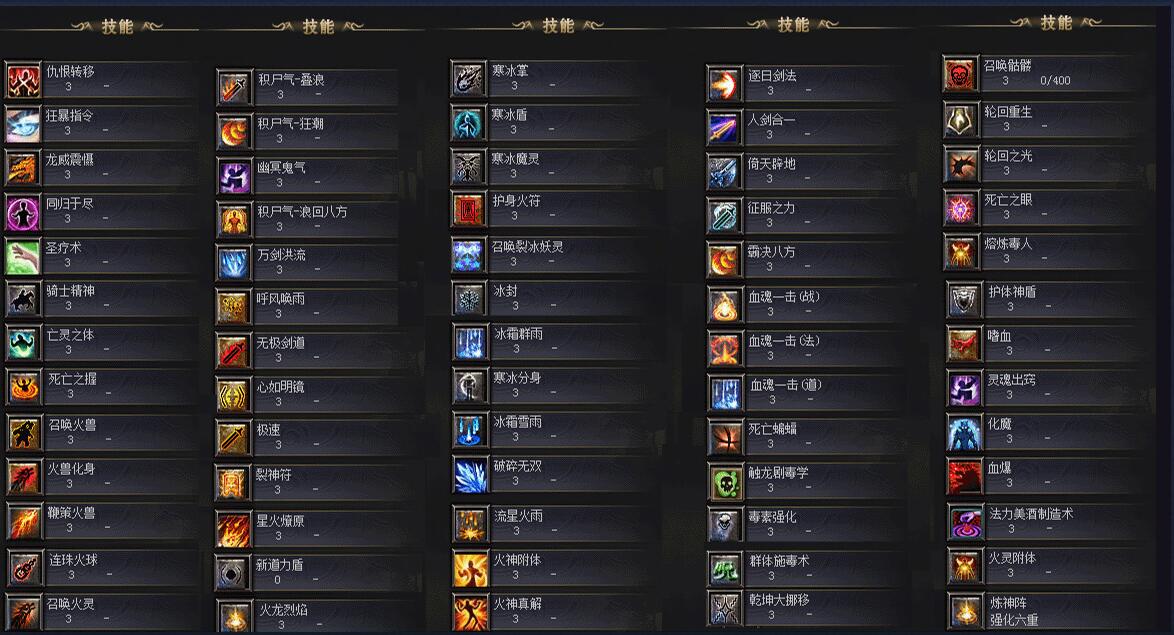 技能
仇恨转移
3 -
狂暴指令
3 -
龙威震慑
3 -
同归于尽
3 -
圣疗术
3 -
骑士精神
3 -
亡灵之体
3 -
死亡之握
3 -
召唤火兽
3 -
火兽化身
3 -
鞭策火兽
3 -
连珠火球
3 -
召唤火灵
3 -
技能
积尸气-叠浪
3 -
积尸气-狂潮
3 -
幽冥鬼气
3 -
积尸气-浪回八方
3 -
万剑洪流
3 -
呼风唤雨
3 -
无极剑道
3 -
心如明镜
3 -
极速
3 -
裂神符
3 -
星火燎原
3 -
新道力盾
0 -
火龙烈焰
3 -
技能
寒冰掌
3 -
寒冰盾
3 -
寒冰魔灵
3 -
护身火符
3 -
召唤裂冰妖灵
3 -
冰封
3 -
冰霜群雨
3 -
寒冰分身
3 -
冰霜雪雨
3 -
破碎无双
3 -
流星火雨
3 -
火神附体
3 -
火神真解
3 -
技能
逐日剑法
3 -
人剑合一
3 -
倚天辟地
3 -
征服之力
3 -
霸决八方
3 -
血魂一击(战)
3 -
血魂一击(法)
3 -
血魂一击(道)
3 -
死亡蝙蝠
3 -
触龙剧毒学
3 -
毒素强化
3 -
群体施毒术
3 -
乾坤大挪移
3 -
技能
召唤骷髅
3 0/400
轮回重生
3 -
轮回之光
3 -
死亡之眼
3 -
熔炼毒人
3 -
护体神盾
3 -
嗜血
3 -
灵魂出窍
3 -
化魔
3 -
血爆
3 -
法力美酒制造术
3 -
火灵附体
3 -
炼神阵
强化六重